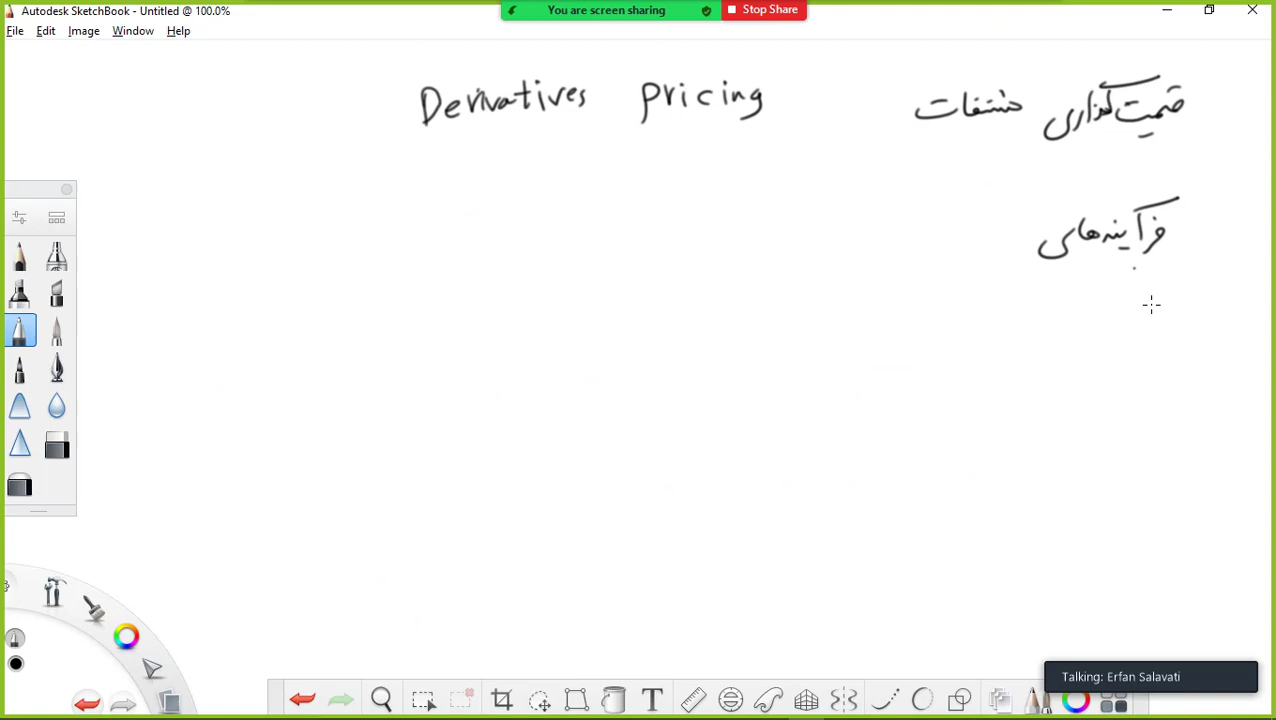 Autodesk SketchBook - Untitled @ 100.0%
You are screen sharing
Stop Share
File Edit Image Window Help
Derivatives pricing قیمت‌گذاری مشتقات
فرآیندهای
Talking: Erfan Salavati